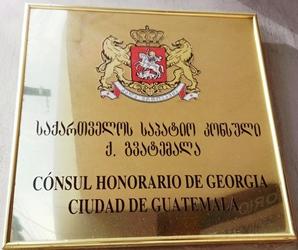 საქართველოს საპატიო კონსული
ქ. გვატემალა
CÓNSUL HONORARIO DE GEORGIA
CIUDAD DE GUATEMALA